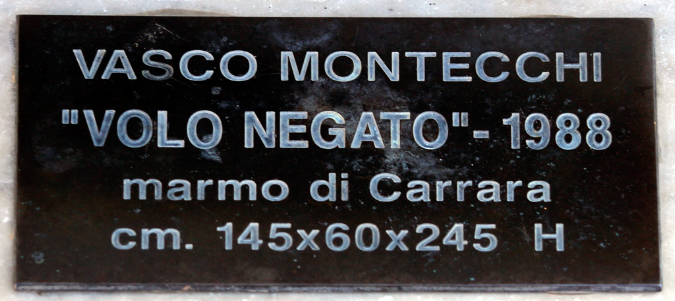 VASCO MONTECCHI
"VOLO NEGATO"-1988
marmo di Carrara
cm. 145x60x245 H